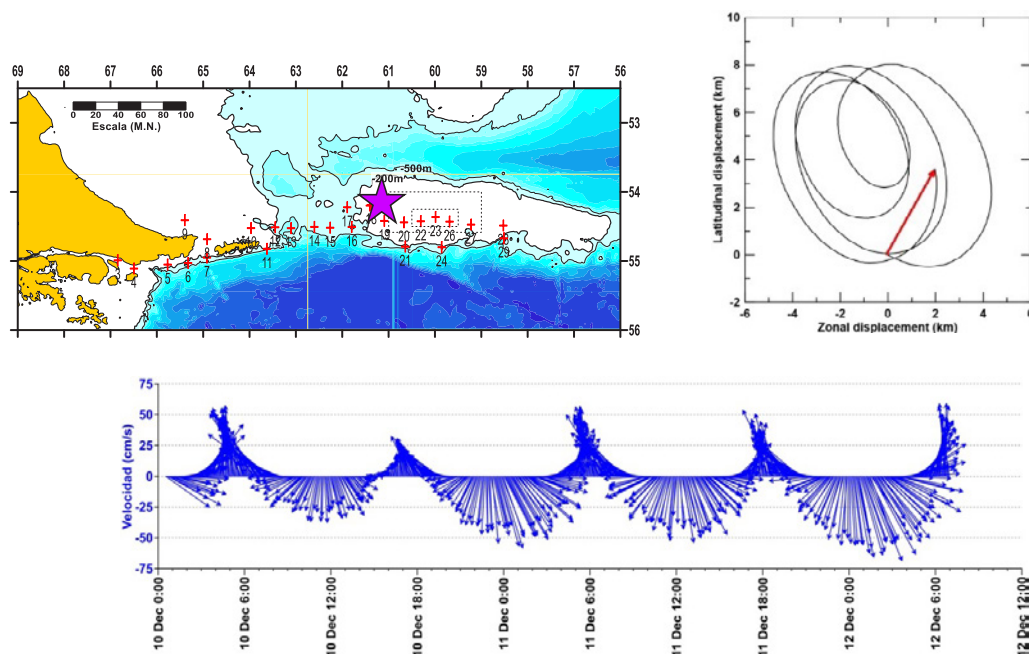 69 68 67 66 65 64 63 62 61 60 59 58 57 56
0 20 40 60 80 100
Escala (M.N.)
-53
-54
-55
-56
-500m
-200m
17
9
8
14
15
19
20
22
23
26
27
11
21
24
29
4
5
6
7
10
8
6
4
2
0
-2
-6 -4 -2 0 2 4 6
Latitudinal displacement (km)
Zonal displacement (km)
75
50
25
0
-25
-50
-75
Velocidad (cm/s)
10 Dec 0:00
10 Dec 6:00
10 Dec 12:00
10 Dec 18:00
11 Dec 0:00
11 Dec 6:00
11 Dec 12:00
11 Dec 18:00
12 Dec 0:00
12 Dec 6:00
12 Dec 12:00